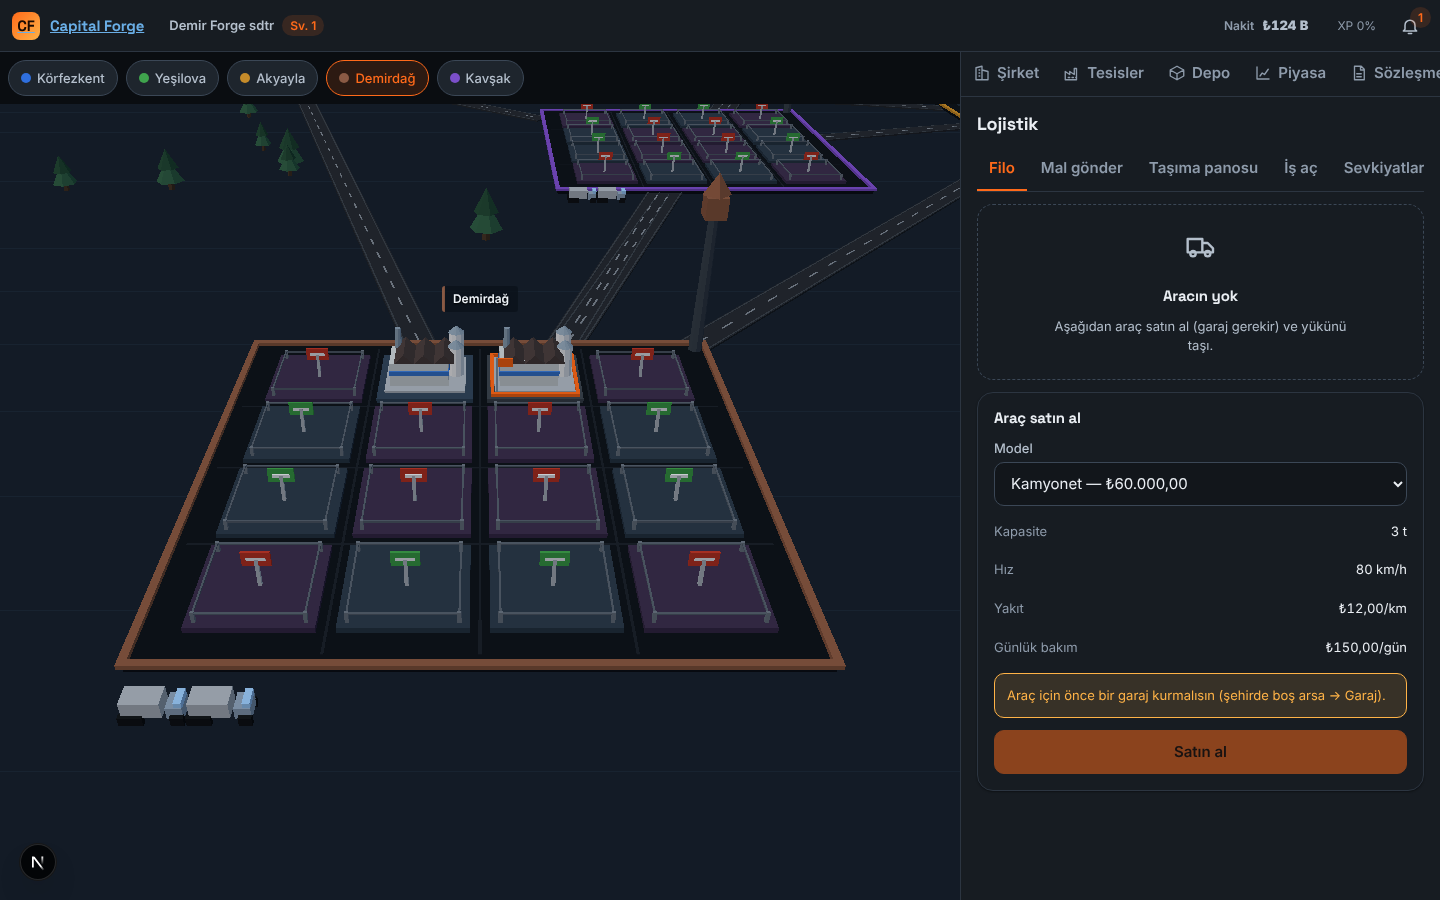 CF Capital Forge Demir Forge sdtr Sv. 1 Nakit ₺124 B XP 0% 1
Körfezkent Yeşilova Akyayla Demirdağ Kavşak
Şirket Tesisler Depo Piyasa Sözleşme
Lojistik
Filo Mal gönder Taşıma panosu İş aç Sevkiyatlar
Aracın yok
Aşağıdan araç satın al (garaj gerekir) ve yükünü
taşı.
Demirdağ
Araç satın al
Model
Kamyonet — ₺60.000,00
Kapasite 3 t
Hız 80 km/h
Yakıt ₺12,00/km
Günlük bakım ₺150,00/gün
Araç için önce bir garaj kurmalısın (şehirde boş arsa → Garaj).
Satın al
N